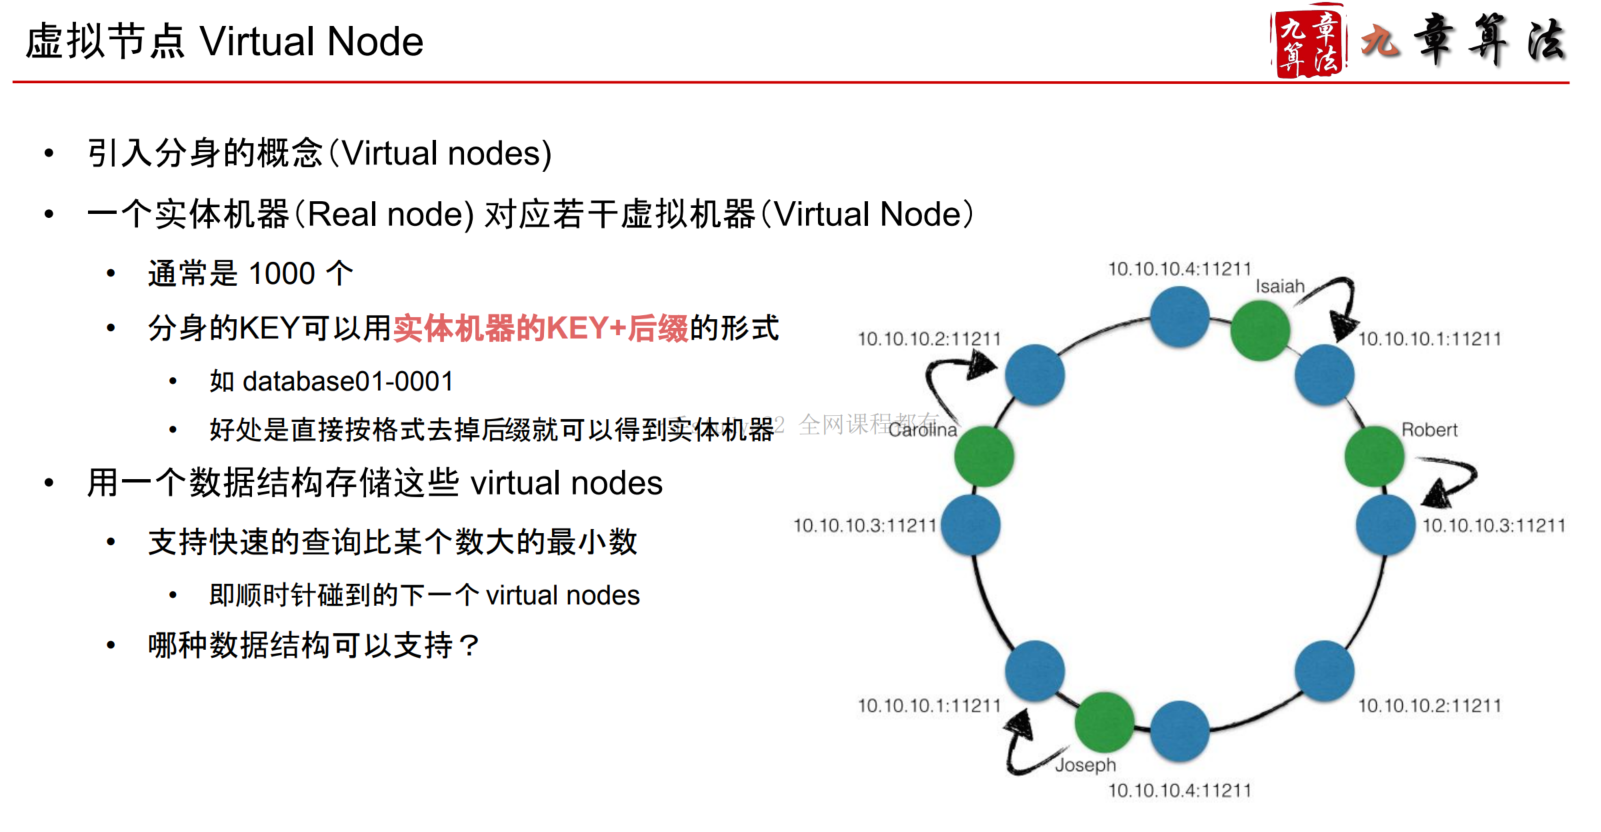 虚拟节点 Virtual Node
九章算法
九章算法
• 引入分身的概念（Virtual nodes)
• 一个实体机器（Real node) 对应若干虚拟机器（Virtual Node）
• 通常是 1000 个
• 分身的KEY可以用实体机器的KEY+后缀的形式
• 如 database01-0001
• 好处是直接按格式去掉后缀就可以得到实体机器
全网课程都有
• 用一个数据结构存储这些 virtual nodes
• 支持快速的查询比某个数大的最小数
• 即顺时针碰到的下一个 virtual nodes
• 哪种数据结构可以支持？
10.10.10.4:11211
Isaiah
10.10.10.2:11211
10.10.10.1:11211
Carolina
Robert
10.10.10.3:11211
10.10.10.3:11211
10.10.10.1:11211
10.10.10.2:11211
Joseph
10.10.10.4:11211